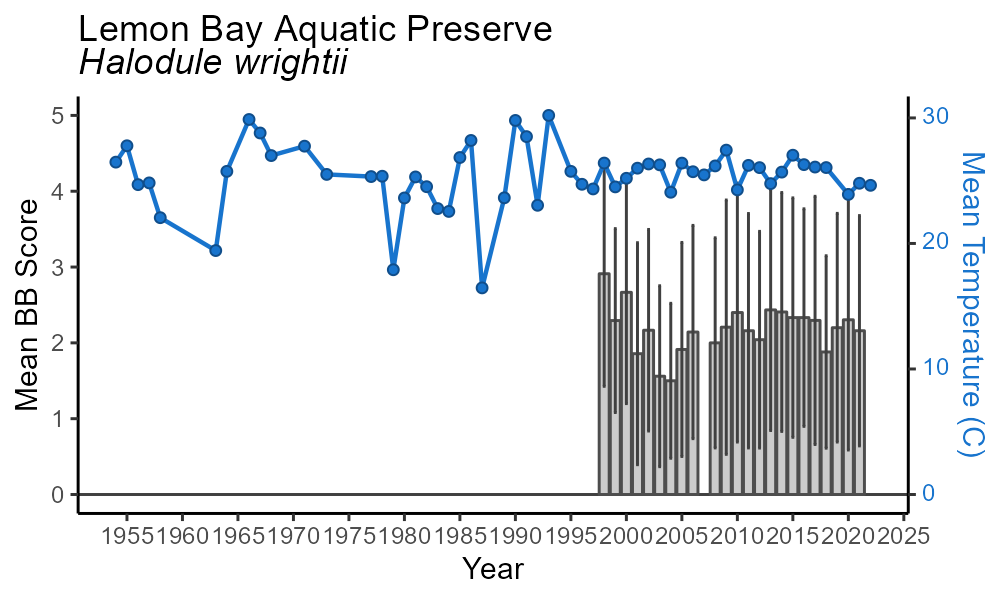 Lemon Bay Aquatic Preserve
Halodule wrightii
5
4
3
2
1
0
Mean BB Score
30
20
10
0
Mean Temperature (C)
1955 1960 1965 1970 1975 1980 1985 1990 1995 2000 2005 2010 2015 2020 2025
Year